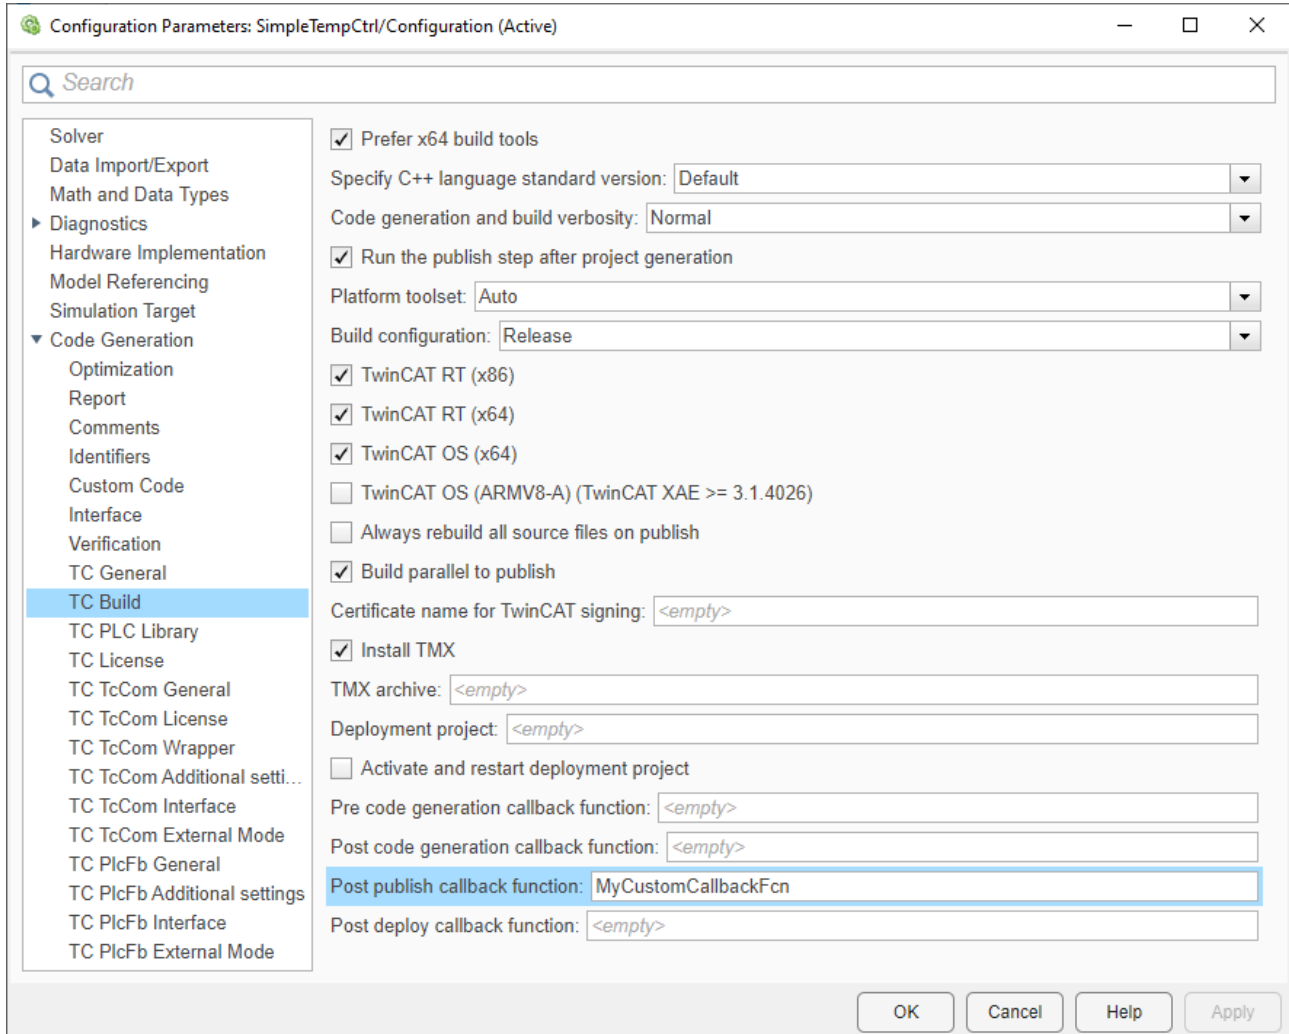 Configuration Parameters: SimpleTempCtrl/Configuration (Active)
Search
Solver
Data Import/Export
Math and Data Types
Diagnostics
Hardware Implementation
Model Referencing
Simulation Target
Code Generation
Optimization
Report
Comments
Identifiers
Custom Code
Interface
Verification
TC General
TC Build
TC PLC Library
TC License
TC TcCom General
TC TcCom License
TC TcCom Wrapper
TC TcCom Additional setti...
TC TcCom Interface
TC TcCom External Mode
TC PlcFb General
TC PlcFb Additional settings
TC PlcFb Interface
TC PlcFb External Mode
Prefer x64 build tools
Specify C++ language standard version: Default
Code generation and build verbosity: Normal
Run the publish step after project generation
Platform toolset: Auto
Build configuration: Release
TwinCAT RT (x86)
TwinCAT RT (x64)
TwinCAT OS (x64)
TwinCAT OS (ARMV8-A) (TwinCAT XAE >= 3.1.4026)
Always rebuild all source files on publish
Build parallel to publish
Certificate name for TwinCAT signing: <empty>
Install TMX
TMX archive: <empty>
Deployment project: <empty>
Activate and restart deployment project
Pre code generation callback function: <empty>
Post code generation callback function: <empty>
Post publish callback function: MyCustomCallbackFcn
Post deploy callback function: <empty>
OK Cancel Help Apply